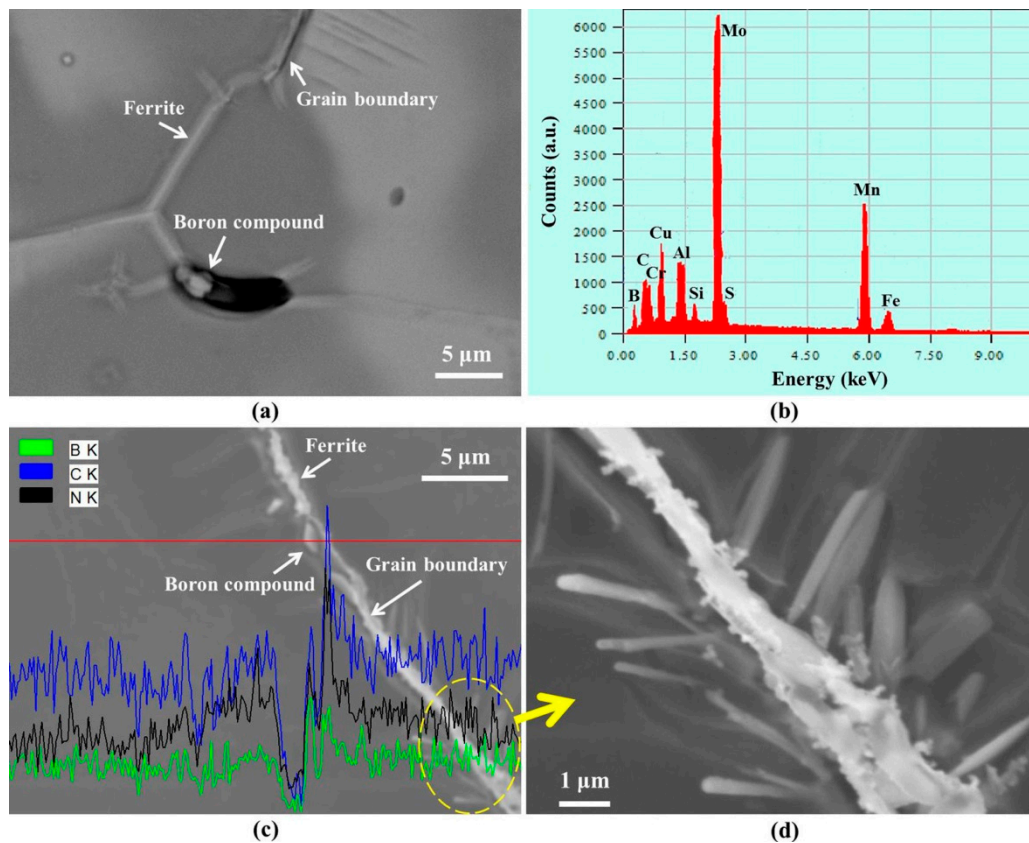 Grain boundary
Ferrite
Boron compound
5 μm
(a)
6500
6000
5500
5000
4500
4000
3500
3000
2500
2000
1500
1000
500
0
Counts (a.u.)
Mo
Mn
Cu
C
Al
Cr
B
Si
S
Fe
0.00 1.50 3.00 4.50 6.00 7.50 9.00
Energy (keV)
(b)
B K
C K
N K
Ferrite
5 μm
Boron compound
Grain boundary
(c)
1 μm
(d)